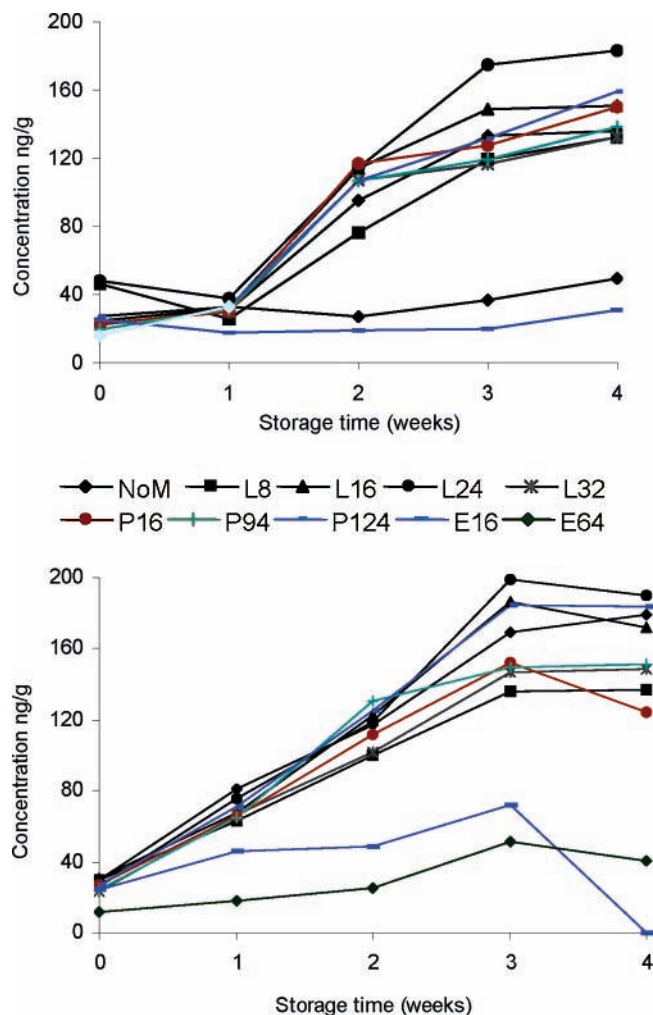 Concentration ng/g
200
160
120
80
40
0
0 1 2 3 4
Storage time (weeks)
NoM L8 L16 L24 L32
P16 P94 P124 E16 E64
Concentration ng/g
200
160
120
80
40
0
0 1 2 3 4
Storage time (weeks)